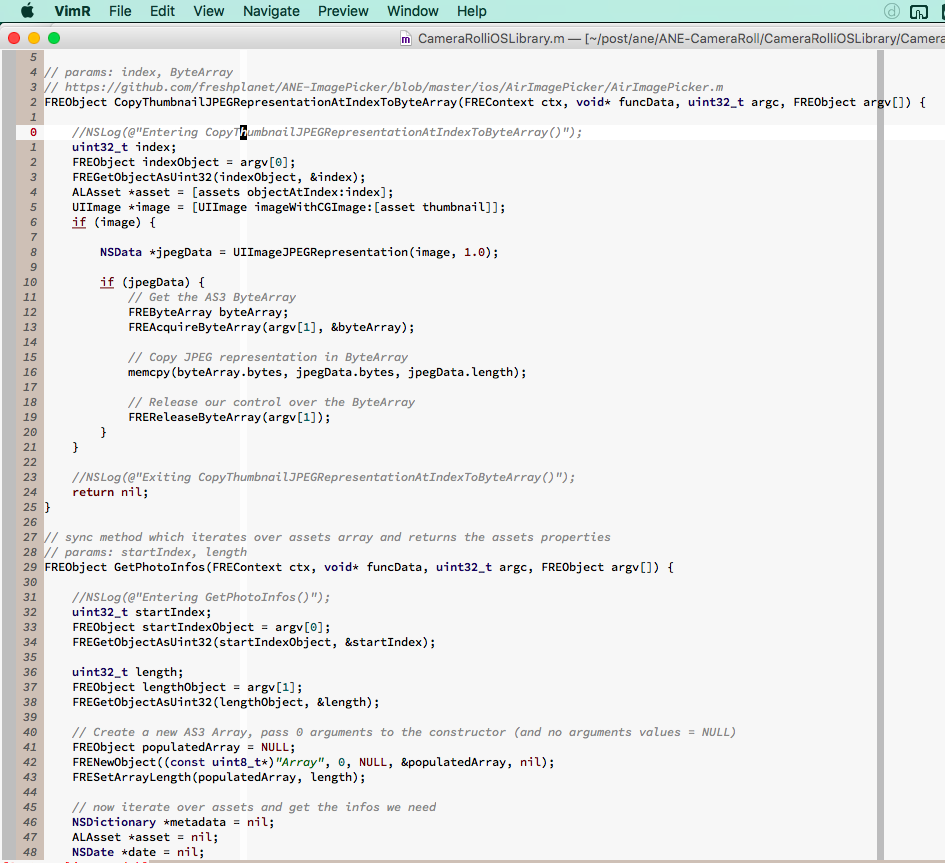 VimR File Edit View Navigate Preview Window Help
m CameraRolliOSLibrary.m — [~/post/ane/ANE-CameraRoll/CameraRolliOSLibrary/Camera
5
4 // params: index, ByteArray
3 // https://github.com/freshplanet/ANE-ImagePicker/blob/master/ios/AirImagePicker/AirImagePicker.m
2 FREObject CopyThumbnailJPEGRepresentationAtIndexToByteArray(FREContext ctx, void* funcData, uint32_t argc, FREObject argv[]) {
1
0 //NSLog(@"Entering CopyThumbnailJPEGRepresentationAtIndexToByteArray()");
1 uint32_t index;
2 FREObject indexObject = argv[0];
3 FREGetObjectAsUint32(indexObject, &index);
4 ALAsset *asset = [assets objectAtIndex:index];
5 UIImage *image = [UIImage imageWithCGImage:[asset thumbnail]];
6 if (image) {
7
8 NSData *jpegData = UIImageJPEGRepresentation(image, 1.0);
9
10 if (jpegData) {
11 // Get the AS3 ByteArray
12 FREByteArray byteArray;
13 FREAcquireByteArray(argv[1], &byteArray);
14
15 // Copy JPEG representation in ByteArray
16 memcpy(byteArray.bytes, jpegData.bytes, jpegData.length);
17
18 // Release our control over the ByteArray
19 FREReleaseByteArray(argv[1]);
20 }
21 }
22
23 //NSLog(@"Exiting CopyThumbnailJPEGRepresentationAtIndexToByteArray()");
24 return nil;
25 }
26
27 // sync method which iterates over assets array and returns the assets properties
28 // params: startIndex, length
29 FREObject GetPhotoInfos(FREContext ctx, void* funcData, uint32_t argc, FREObject argv[]) {
30
31 //NSLog(@"Entering GetPhotoInfos()");
32 uint32_t startIndex;
33 FREObject startIndexObject = argv[0];
34 FREGetObjectAsUint32(startIndexObject, &startIndex);
35
36 uint32_t length;
37 FREObject lengthObject = argv[1];
38 FREGetObjectAsUint32(lengthObject, &length);
39
40 // Create a new AS3 Array, pass 0 arguments to the constructor (and no arguments values = NULL)
41 FREObject populatedArray = NULL;
42 FRENewObject((const uint8_t*)"Array", 0, NULL, &populatedArray, nil);
43 FRESetArrayLength(populatedArray, length);
44
45 // now iterate over assets and get the infos we need
46 NSDictionary *metadata = nil;
47 ALAsset *asset = nil;
48 NSDate *date = nil;